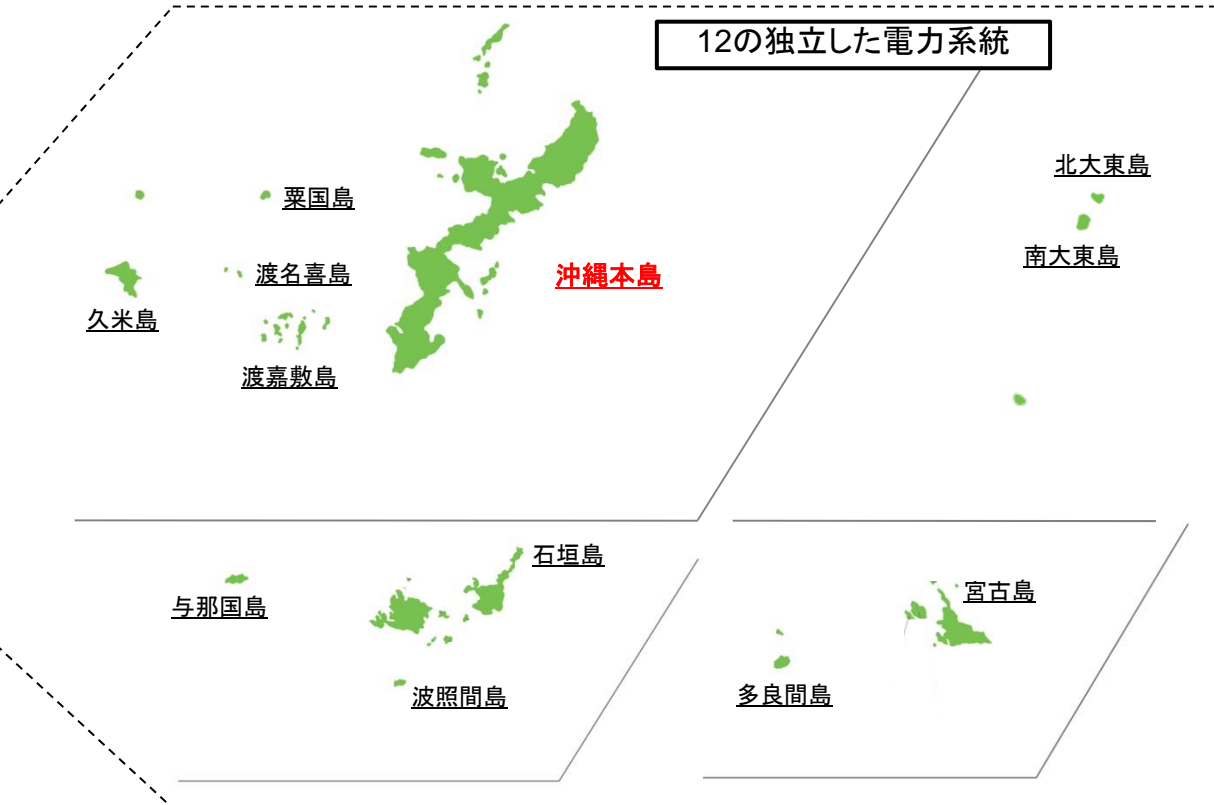 12の独立した電力系統
北大東島
粟国島
南大東島
渡名喜島
沖縄本島
久米島
渡嘉敷島
石垣島
宮古島
与那国島
波照間島
多良間島